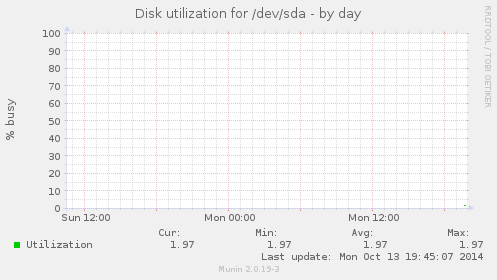 Disk utilization for /dev/sda - by day
RRDTOOL / TOBI OETIKER
% busy
100
90
80
70
60
50
40
30
20
10
0
Sun 12:00 Mon 00:00 Mon 12:00
Cur: Min: Avg: Max:
Utilization 1.97 1.97 1.97 1.97
Last update: Mon Oct 13 19:45:07 2014
Munin 2.0.19-3